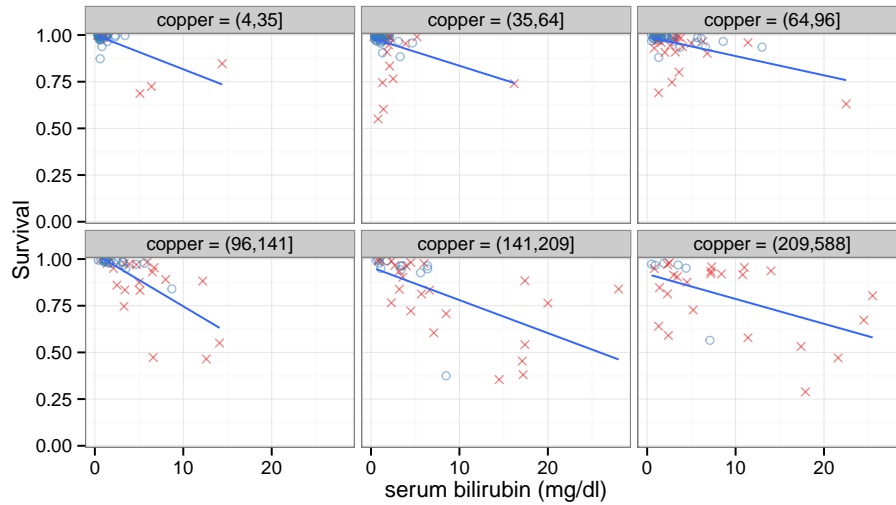 copper = (4,35]
copper = (35,64]
copper = (64,96]
1.00
0.75
0.50
0.25
0.00
Survival
copper = (96,141]
copper = (141,209]
copper = (209,588]
1.00
0.75
0.50
0.25
0.00
0 10 20 0 10 20 0 10 20
serum bilirubin (mg/dl)